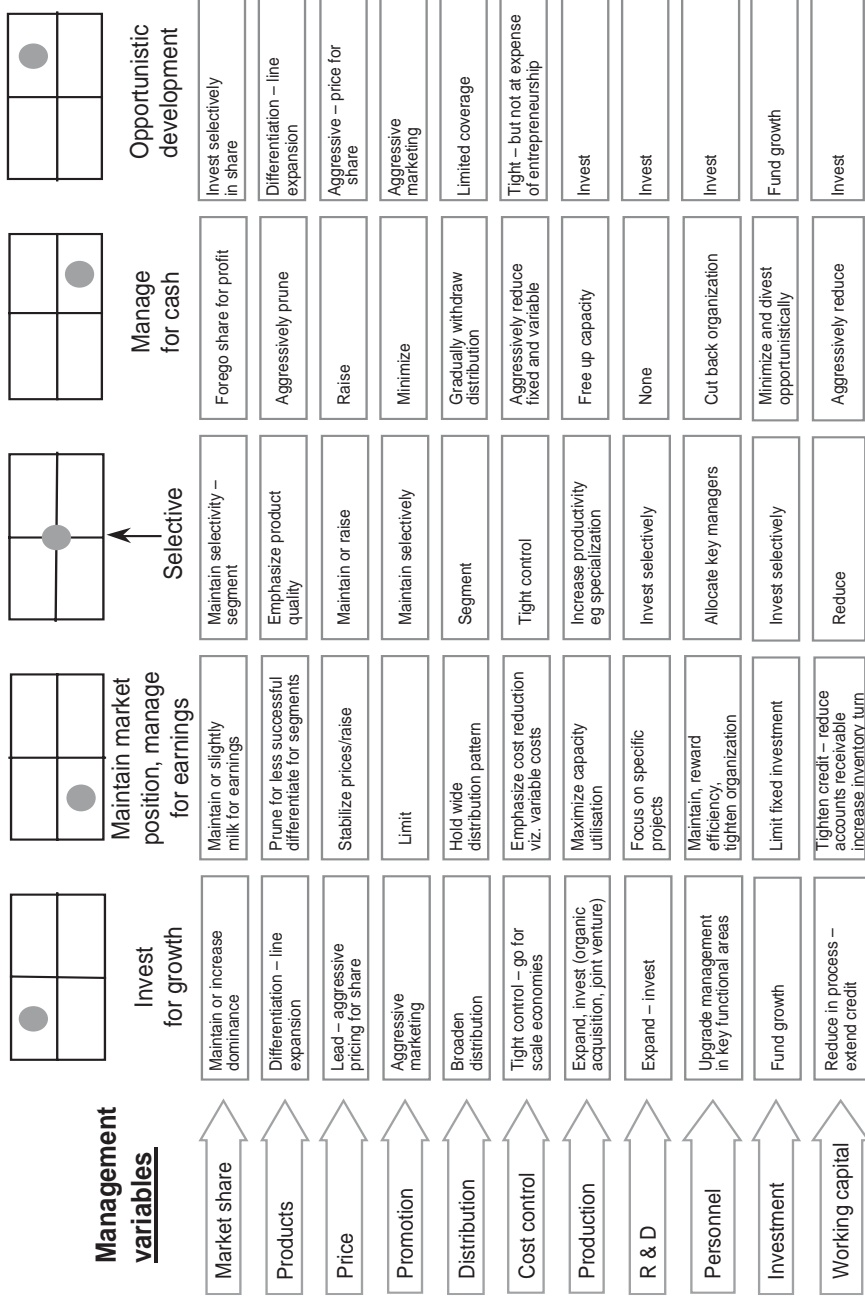 Management
variables
Invest
for growth
Maintain market
position, manage
for earnings
Selective
Manage
for cash
Opportunistic
development
Market share
Maintain or increase
dominance
Maintain or slightly
milk for earnings
Maintain selectivity –
segment
Forego share for profit
Invest selectively
in share
Products
Differentiation – line
expansion
Prune for less successful
differentiate for segments
Emphasize product
quality
Aggressively prune
Differentiation – line
expansion
Price
Lead – aggressive
pricing for share
Stabilize prices/raise
Maintain or raise
Raise
Aggressive – price for
share
Promotion
Aggressive
marketing
Limit
Maintain selectively
Minimize
Aggressive
marketing
Distribution
Broaden
distribution
Hold wide
distribution pattern
Segment
Gradually withdraw
distribution
Limited coverage
Cost control
Tight control – go for
scale economies
Emphasize cost reduction
viz. variable costs
Tight control
Aggressively reduce
fixed and variable
Tight – but not at expense
of entrepreneurship
Production
Expand, invest (organic
acquisition, joint venture)
Maximize capacity
utilisation
Increase productivity
eg specialization
Free up capacity
Invest
R & D
Expand – invest
Focus on specific
projects
Invest selectively
None
Invest
Personnel
Upgrade management
in key functional areas
Maintain, reward
efficiency,
tighten organization
Allocate key managers
Cut back organization
Invest
Investment
Fund growth
Limit fixed investment
Invest selectively
Minimize and divest
opportunistically
Fund growth
Working capital
Reduce in process –
extend credit
Tighten credit – reduce
accounts receivable
increase inventory turn
Reduce
Aggressively reduce
Invest